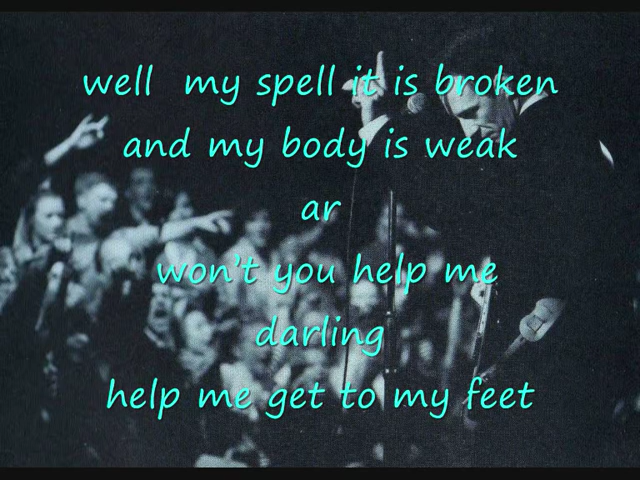 well my spell it is broken
and my body is weak
ar
won't you help me
darling
help me get to my feet